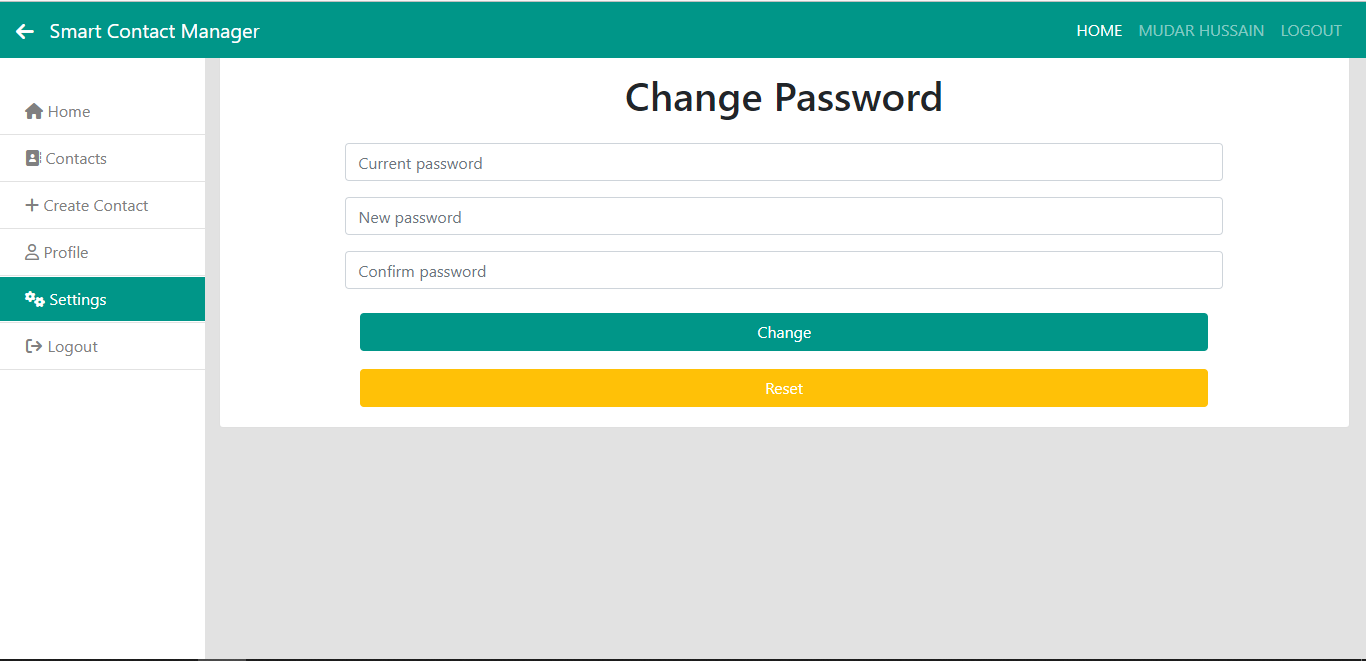 Smart Contact Manager
HOME MUDAR HUSSAIN LOGOUT
Home
Contacts
Create Contact
Profile
Settings
Logout
Change Password
Current password
New password
Confirm password
Change
Reset